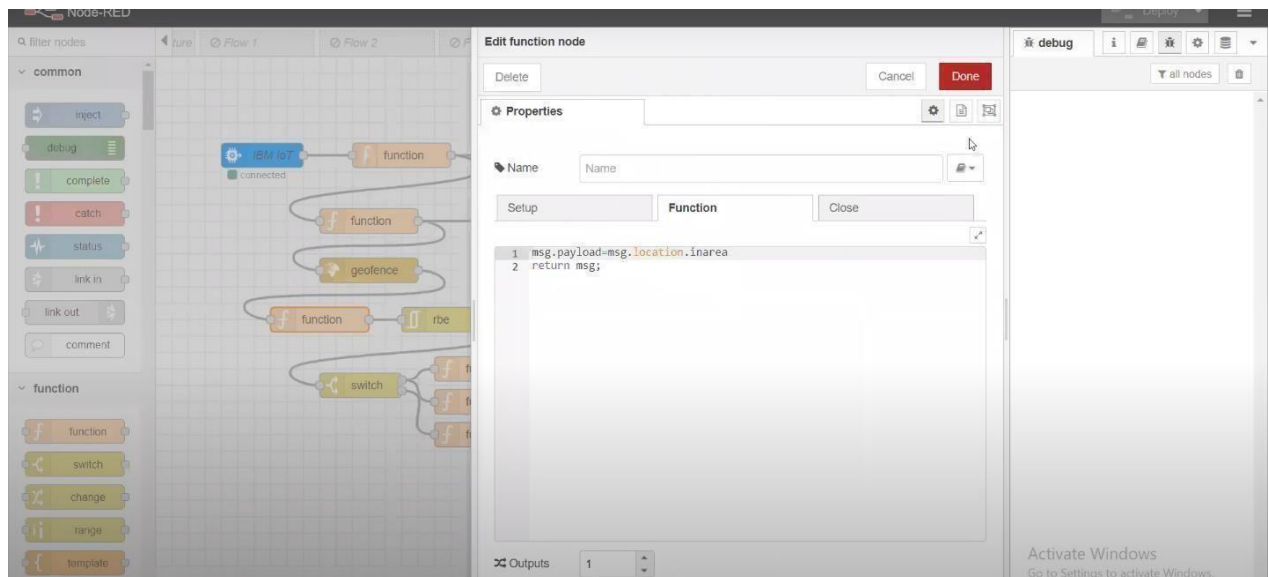 Node-RED
Deploy
filter nodes
ture
Flow 1
Flow 2
Edit function node
debug
i
common
Delete
Cancel
Done
all nodes
Properties
inject
debug
IBM IoT
function
connected
Name
Name
complete
Setup
Function
Close
catch
function
1 msg.payload=msg.location.inarea
2 return msg;
status
geofence
link in
link out
function
rbe
comment
switch
function
function
switch
change
range
template
Outputs
1
Activate Windows
Go to Settings to activate Windows.